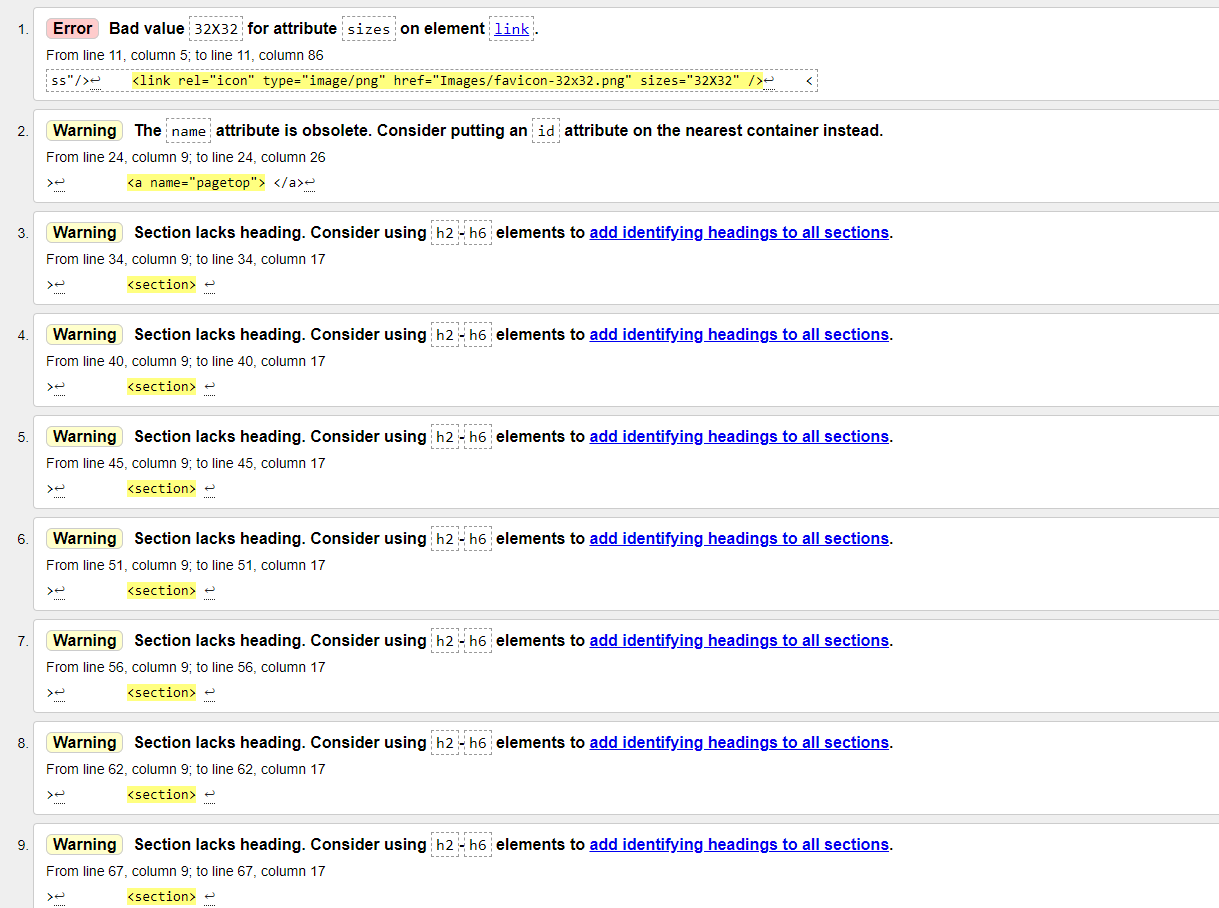 1. Error Bad value 32X32 for attribute sizes on element link.
From line 11, column 5; to line 11, column 86
ss"/>↩    <link rel="icon" type="image/png" href="Images/favicon-32x32.png" sizes="32X32" />↩    <
2. Warning The name attribute is obsolete. Consider putting an id attribute on the nearest container instead.
From line 24, column 9; to line 24, column 26
>↩        <a name="pagetop"> </a>↩
3. Warning Section lacks heading. Consider using h2-h6 elements to add identifying headings to all sections.
From line 34, column 9; to line 34, column 17
>↩        <section> ↩
4. Warning Section lacks heading. Consider using h2-h6 elements to add identifying headings to all sections.
From line 40, column 9; to line 40, column 17
>↩        <section> ↩
5. Warning Section lacks heading. Consider using h2-h6 elements to add identifying headings to all sections.
From line 45, column 9; to line 45, column 17
>↩        <section> ↩
6. Warning Section lacks heading. Consider using h2-h6 elements to add identifying headings to all sections.
From line 51, column 9; to line 51, column 17
>↩        <section> ↩
7. Warning Section lacks heading. Consider using h2-h6 elements to add identifying headings to all sections.
From line 56, column 9; to line 56, column 17
>↩        <section> ↩
8. Warning Section lacks heading. Consider using h2-h6 elements to add identifying headings to all sections.
From line 62, column 9; to line 62, column 17
>↩        <section> ↩
9. Warning Section lacks heading. Consider using h2-h6 elements to add identifying headings to all sections.
From line 67, column 9; to line 67, column 17
>↩        <section> ↩